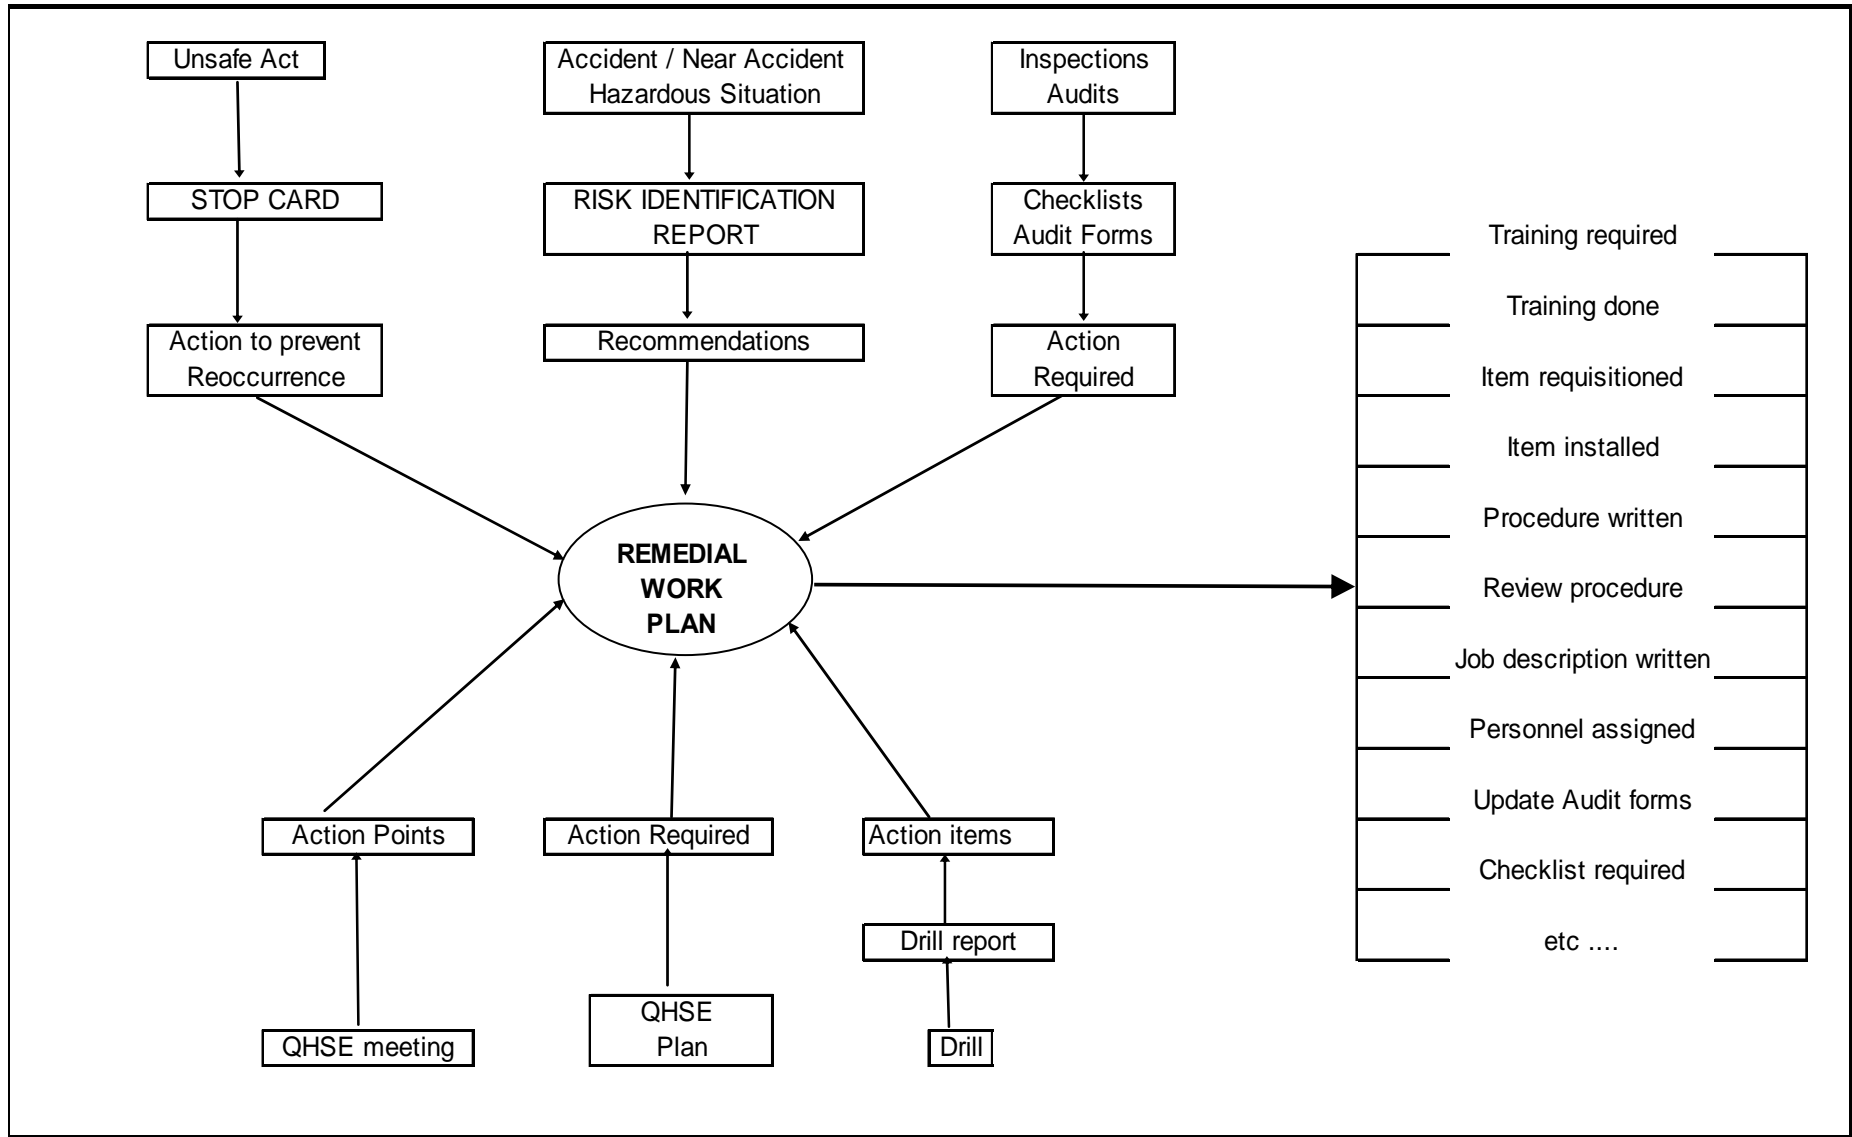 Unsafe Act
Accident / Near Accident
Hazardous Situation
Inspections
Audits
STOP CARD
RISK IDENTIFICATION
REPORT
Checklists
Audit Forms
Action to prevent
Reoccurrence
Recommendations
Action
Required
REMEDIAL
WORK
PLAN
Action Points
Action Required
Action items
Drill report
QHSE meeting
QHSE
Plan
Drill
Training required
Training done
Item requisitioned
Item installed
Procedure written
Review procedure
Job description written
Personnel assigned
Update Audit forms
Checklist required
etc ....